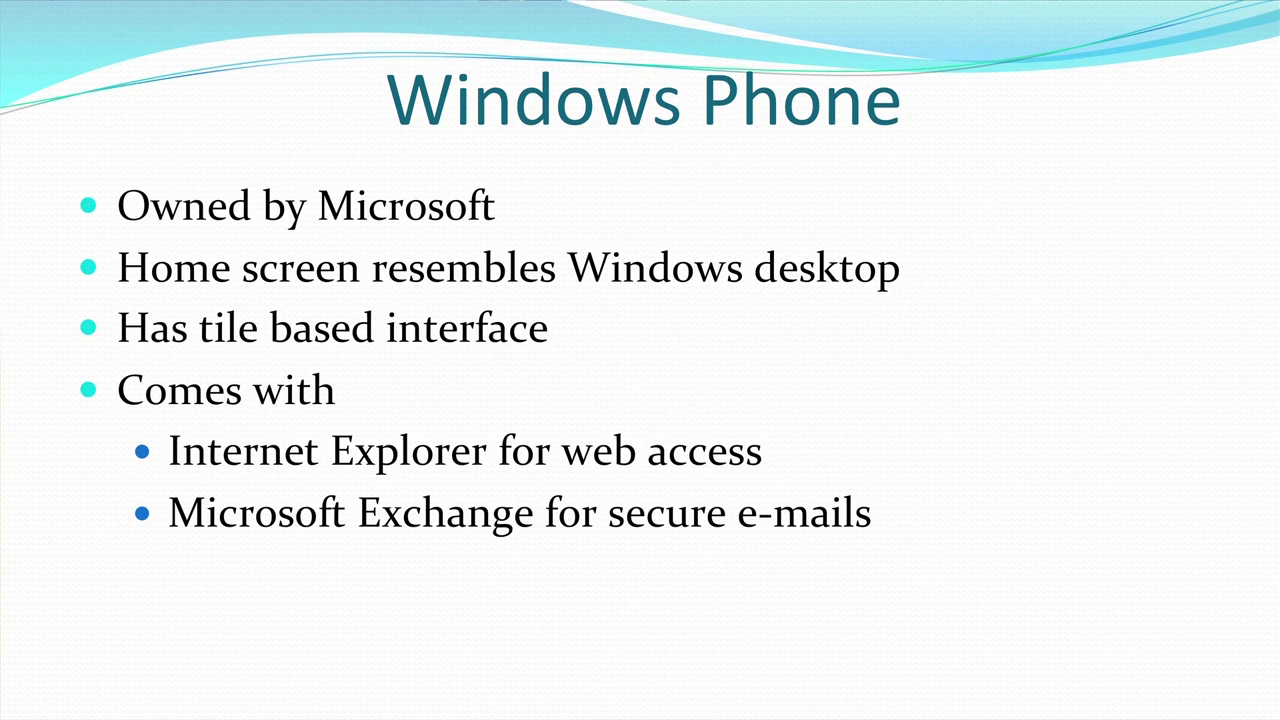 Windows Phone
Owned by Microsoft
Home screen resembles Windows desktop
Has tile based interface
Comes with
Internet Explorer for web access
Microsoft Exchange for secure e-mails